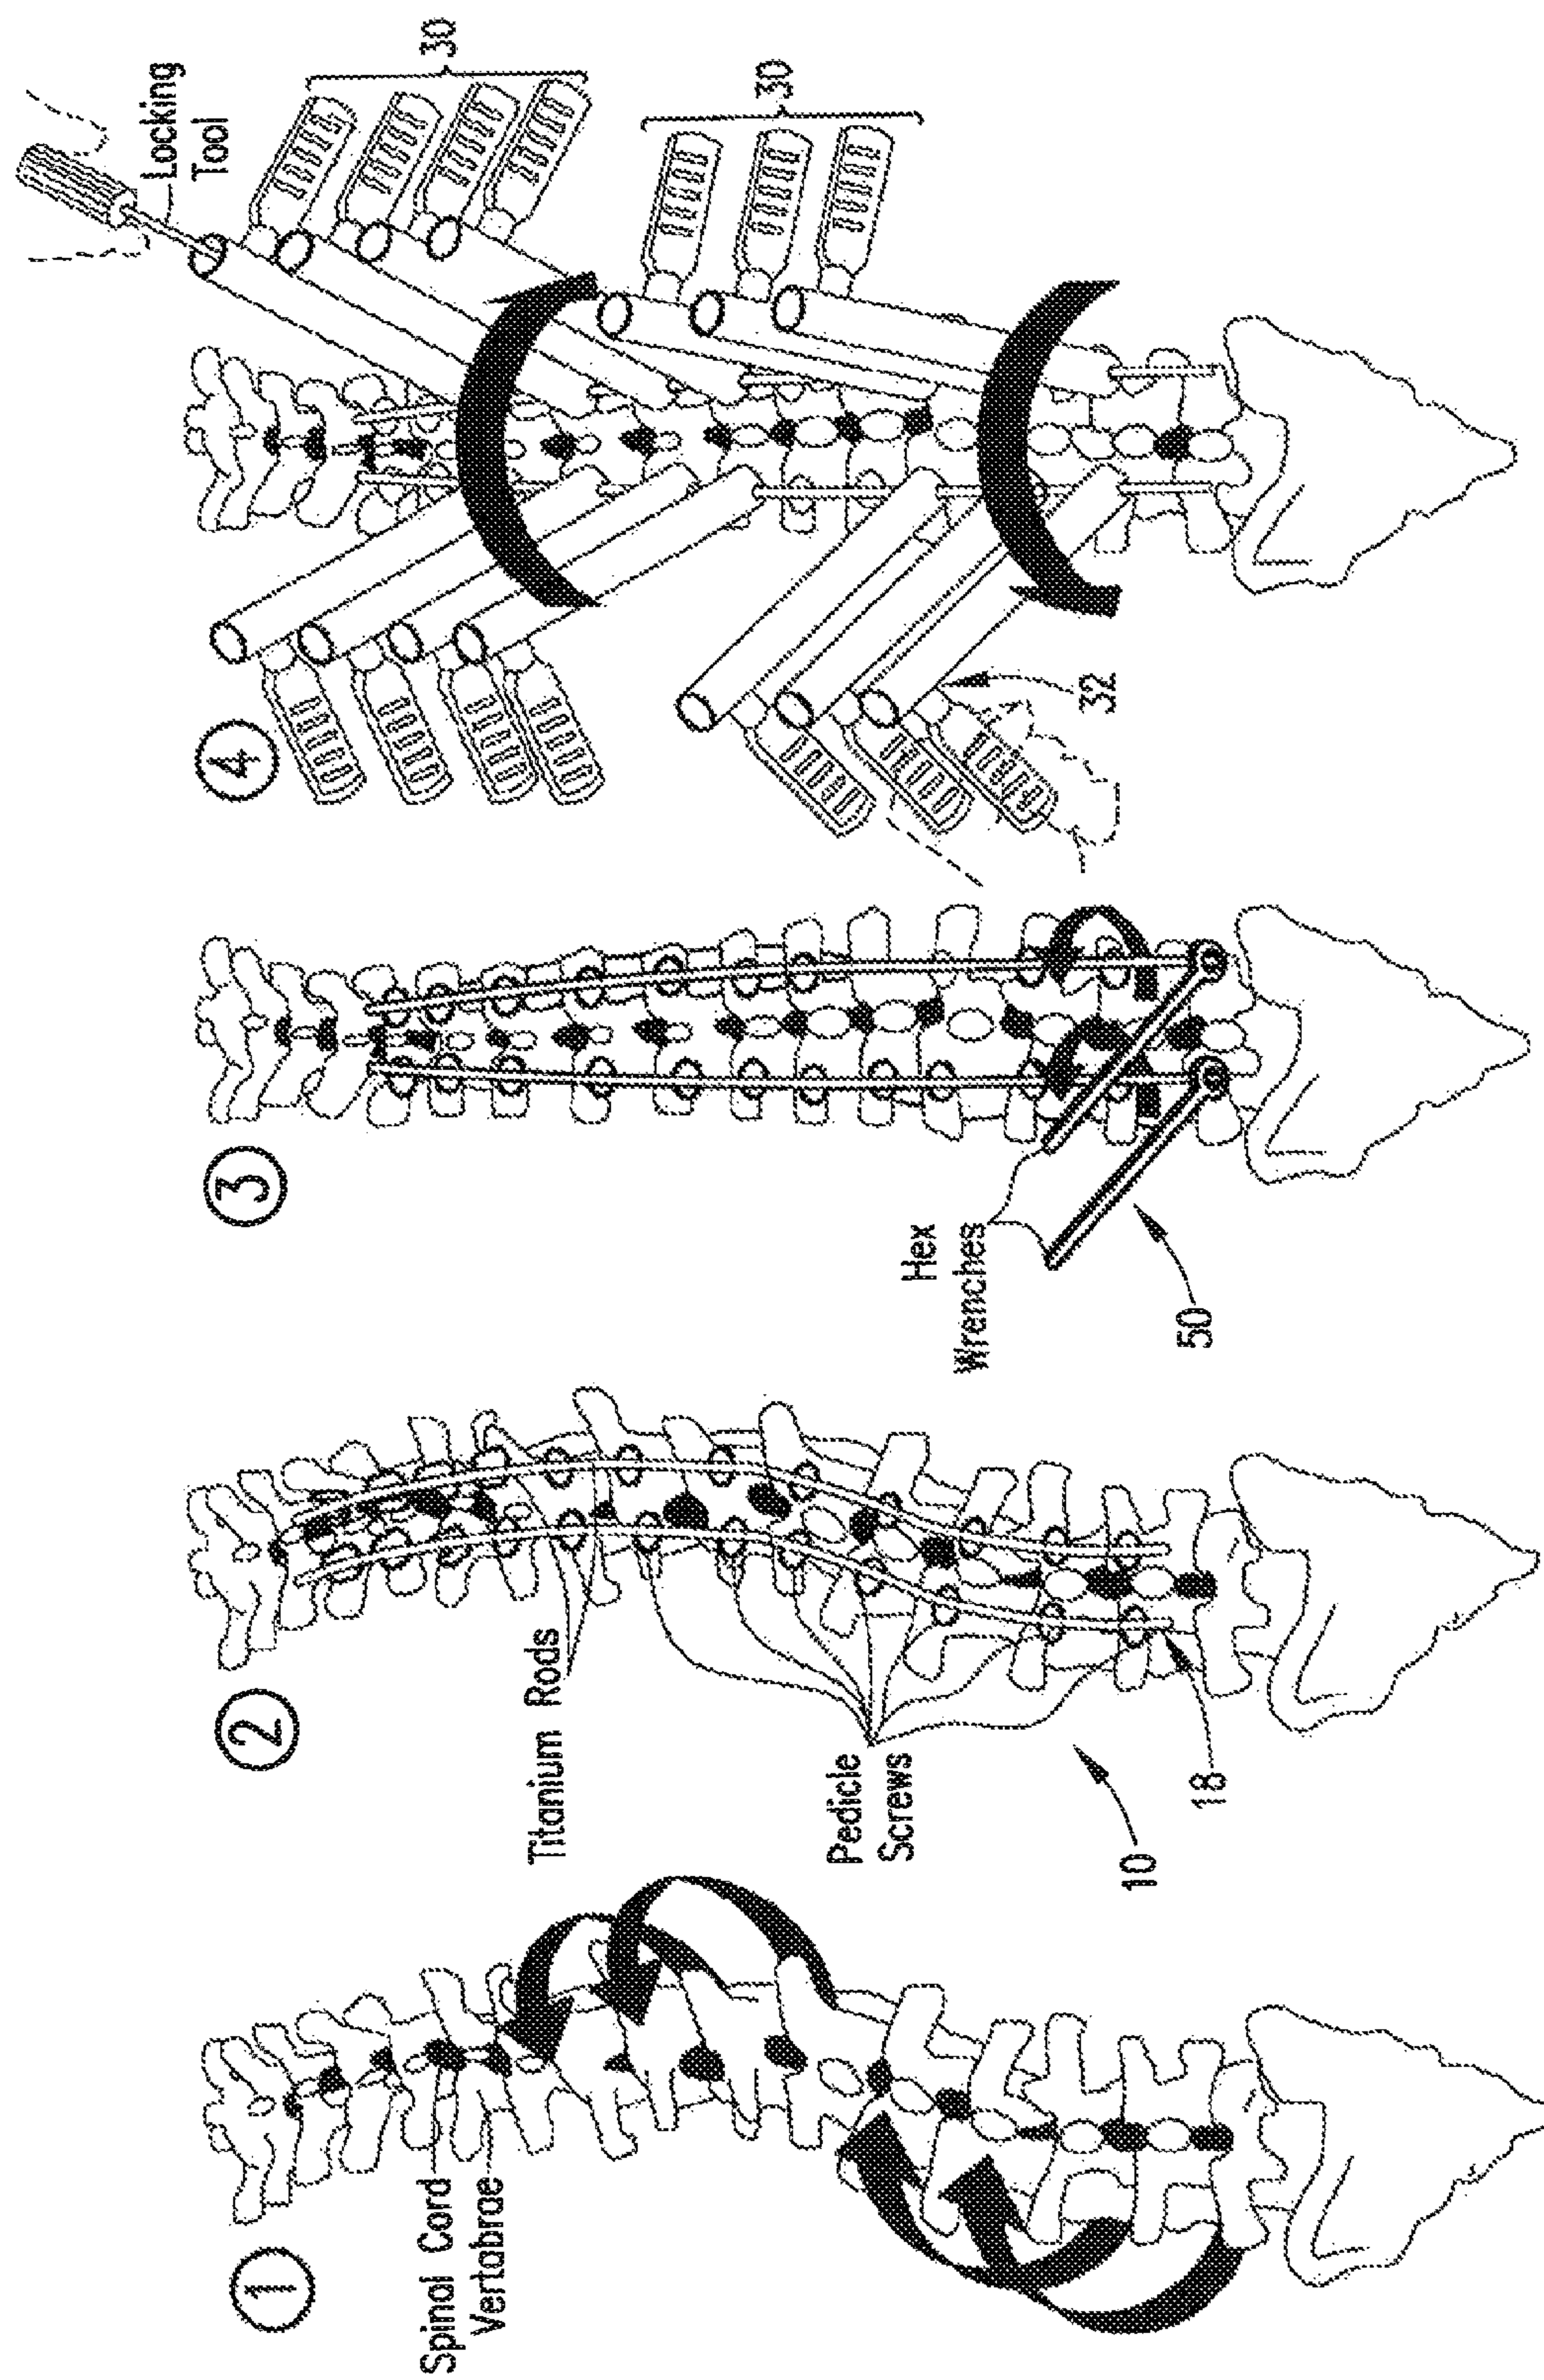 1
Spinal Cord
Vertabrae
2
Titanium Rods
Pedicle
Screws
10
18
3
Hex
Wrenches
50
4
Locking
Tool
30
30
32